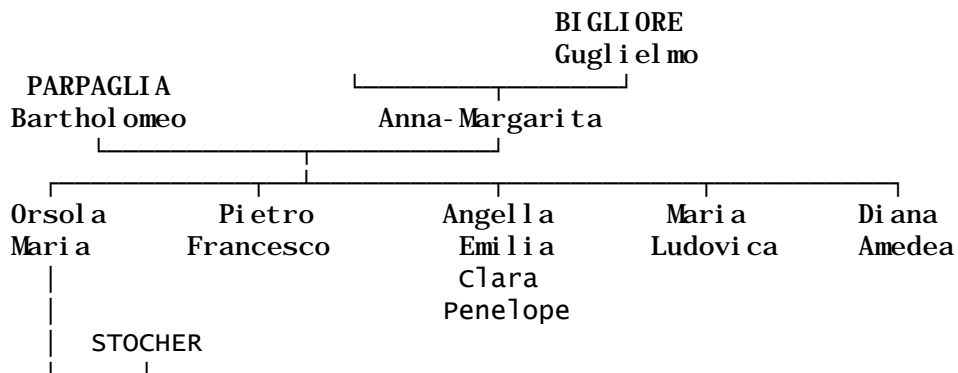 BIGLIORE
Guglielmo
PARPAGLIA
Bartholomeo Anna-Margarita
Orsola Pietro Angella Maria Diana
Maria Francesco Emilia Ludovica Amedea
Clara
Penelope
STOCHER